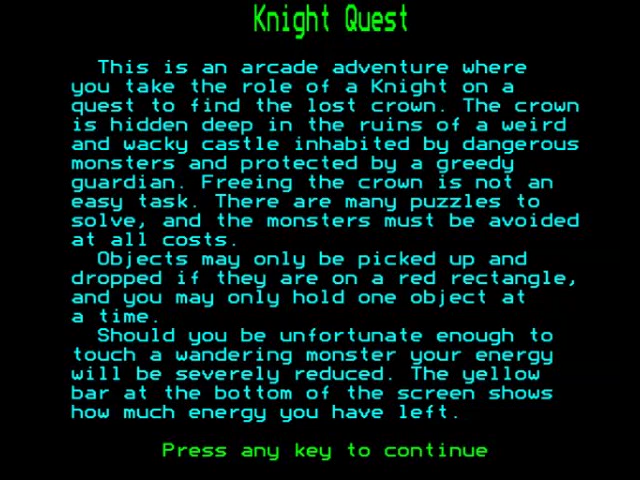 Knight Quest
This is an arcade adventure where
you take the role of a Knight on a
quest to find the lost crown. The crown
is hidden deep in the ruins of a weird
and wacky castle inhabited by dangerous
monsters and protected by a greedy
guardian. Freeing the crown is not an
easy task. There are many puzzles to
solve, and the monsters must be avoided
at all costs.
Objects may only be picked up and
dropped if they are on a red rectangle,
and you may only hold one object at
a time.
Should you be unfortunate enough to
touch a wandering monster your energy
will be severely reduced. The yellow
bar at the bottom of the screen shows
how much energy you have left.
Press any key to continue